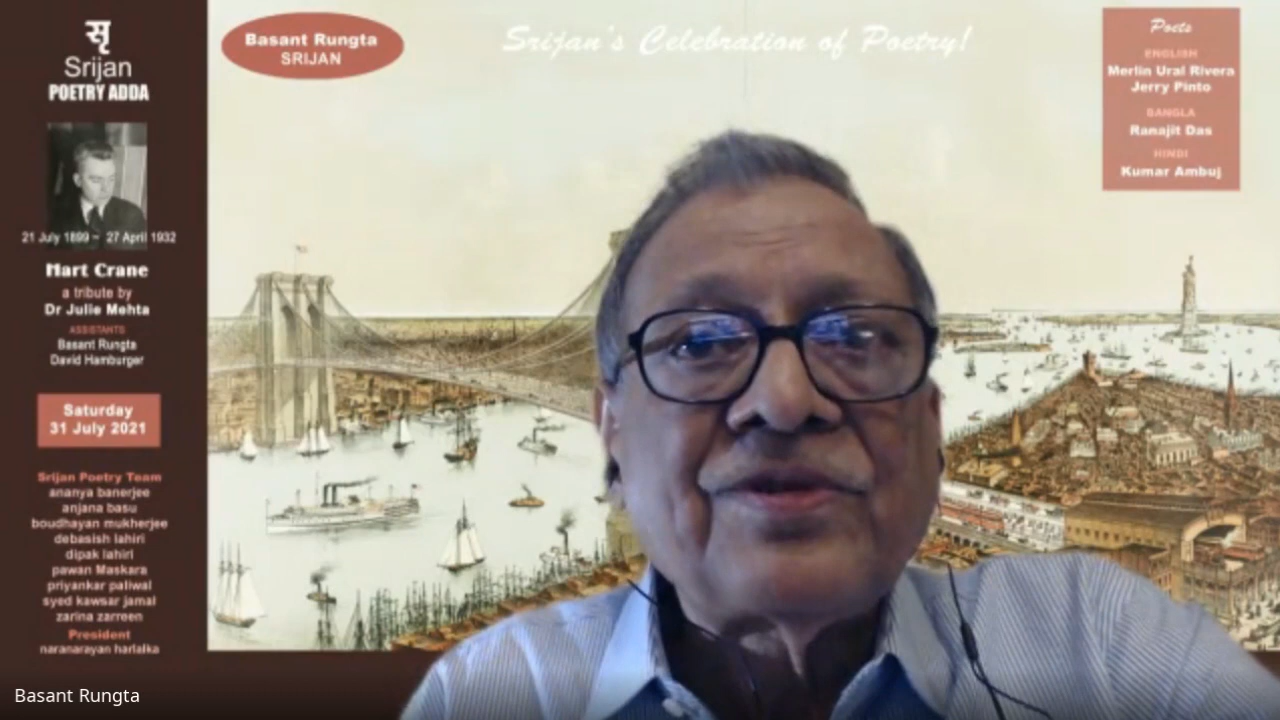 सृ
Srijan
POETRY ADDA
21 July 1899 – 27 April 1932
Hart Crane
a tribute by
Dr Julie Mehta
ASSISTANTS
Basant Rungta
David Hamburger
Saturday
31 July 2021
Srijan Poetry Team
ananya banerjee
anjana basu
boudhayan mukherjee
debasish lahiri
dipak lahiri
pawan Maskara
priyankar paliwal
syed kawsar jamal
zarina zarreen
President
naranarayan harlalka
Basant Rungta
SRIJAN
Srijan's Celebration of Poetry!
Poets
ENGLISH
Merlin Ural Rivera
Jerry Pinto
BANGLA
Ranajit Das
HINDI
Kumar Ambuj
Basant Rungta